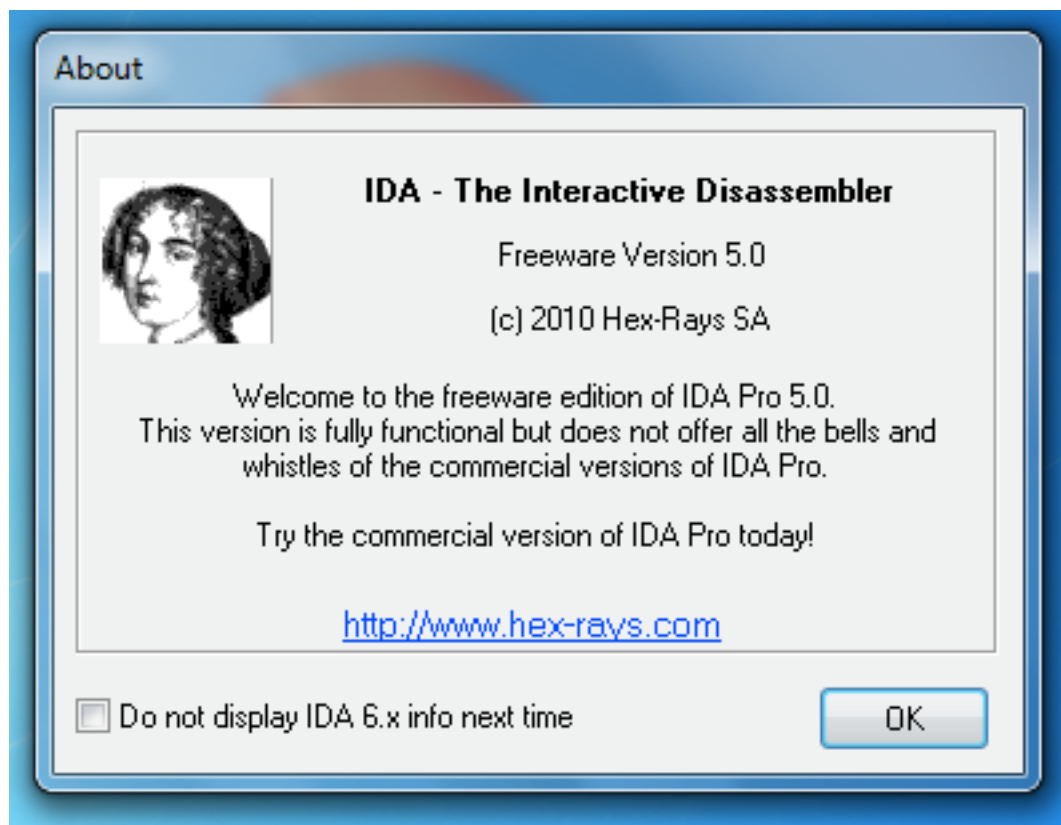 About
IDA - The Interactive Disassembler
Freeware Version 5.0
(c) 2010 Hex-Rays SA
Welcome to the freeware edition of IDA Pro 5.0.
This version is fully functional but does not offer all the bells and
whistles of the commercial versions of IDA Pro.
Try the commercial version of IDA Pro today!
http://www.hex-rays.com
Do not display IDA 6.x info next time
OK